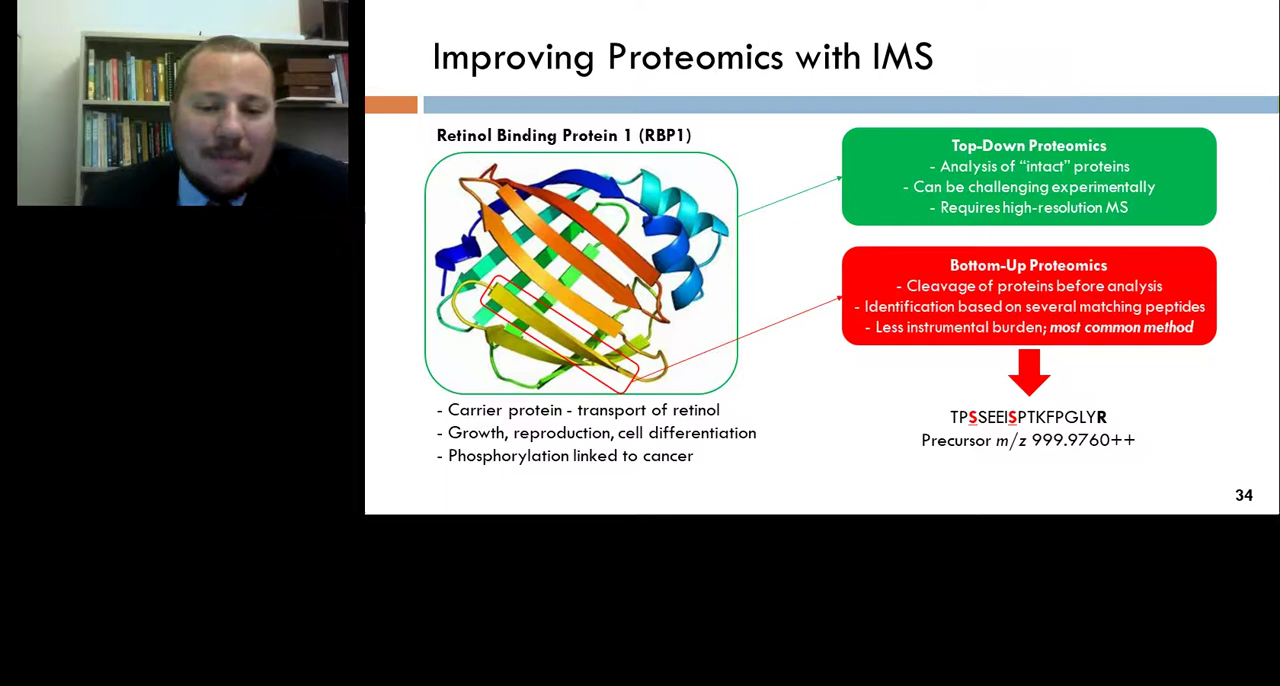 Improving Proteomics with IMS
Retinol Binding Protein 1 (RBP1)
Top-Down Proteomics
- Analysis of “intact” proteins
- Can be challenging experimentally
- Requires high-resolution MS
Bottom-Up Proteomics
- Cleavage of proteins before analysis
- Identification based on several matching peptides
- Less instrumental burden; most common method
- Carrier protein - transport of retinol
- Growth, reproduction, cell differentiation
- Phosphorylation linked to cancer
TPSSEEISPTKFPGLYR
Precursor m/z 999.9760++
34